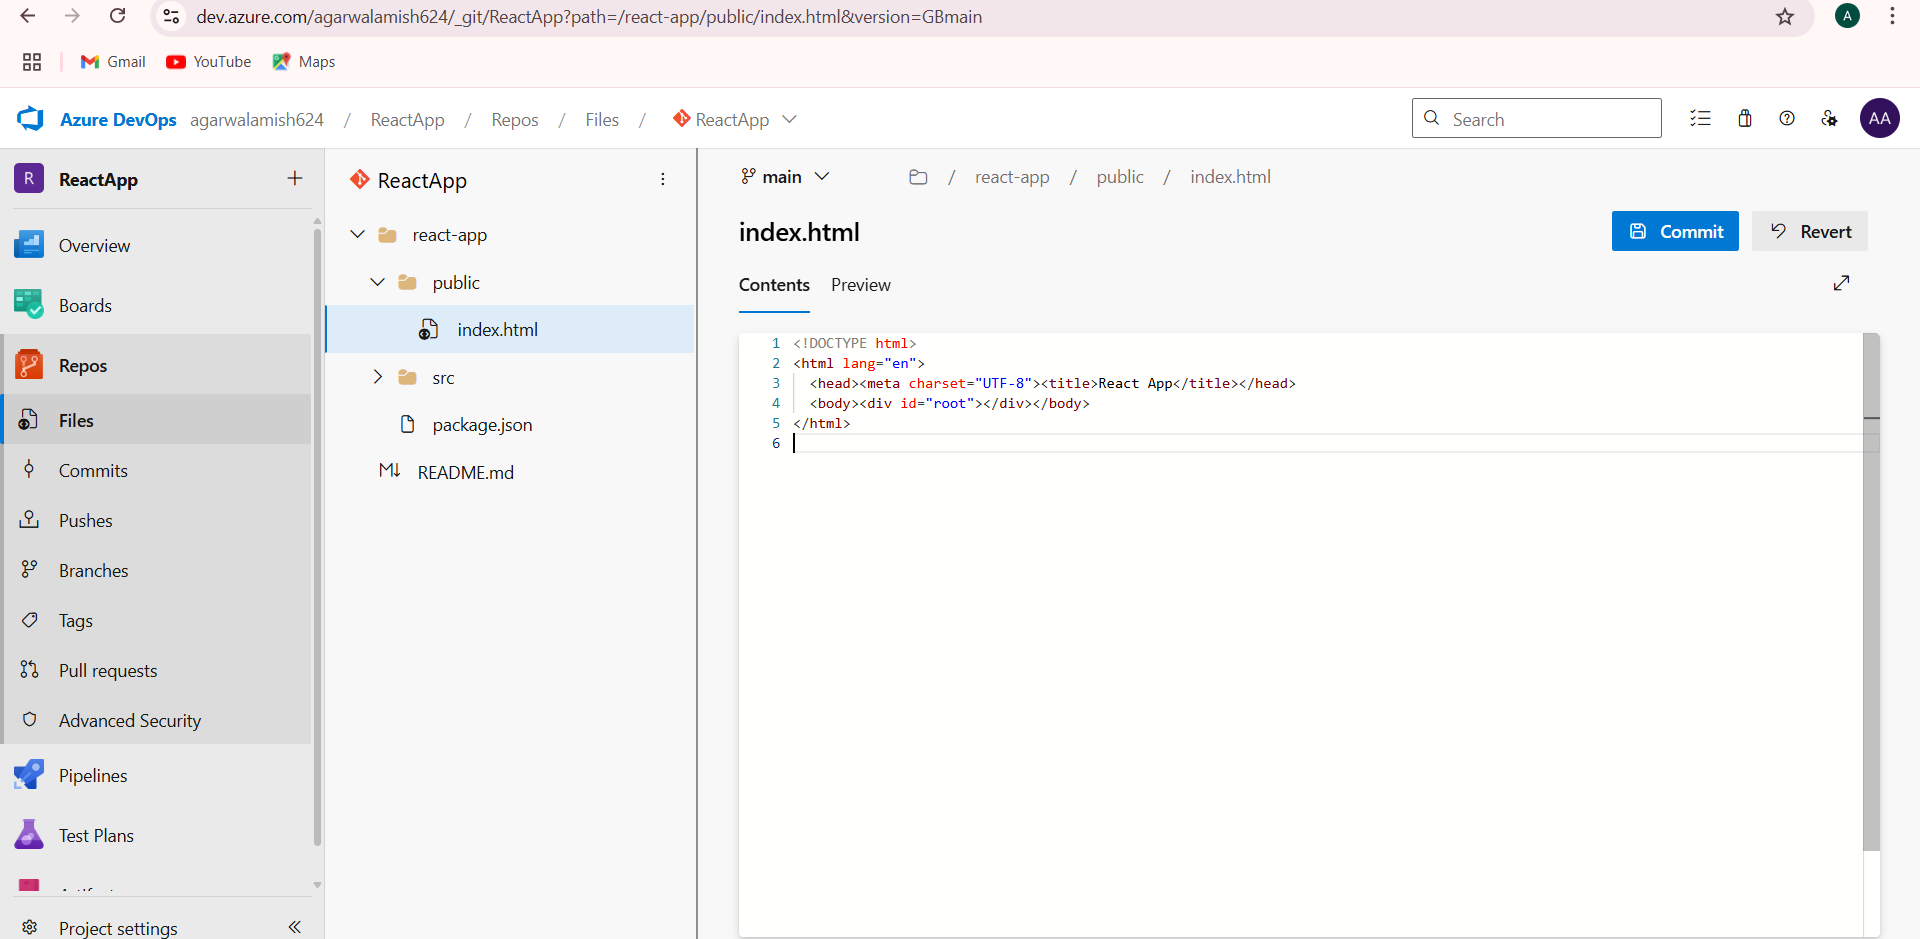 dev.azure.com/agarwalamish624/_git/ReactApp?path=/react-app/public/index.html&version=GBmain
A
Gmail YouTube Maps
Azure DevOps agarwalamish624 / ReactApp / Repos / Files / ReactApp
Search
AA
R ReactApp
Overview
Boards
Repos
Files
Commits
Pushes
Branches
Tags
Pull requests
Advanced Security
Pipelines
Test Plans
Project settings
ReactApp
react-app
public
index.html
src
package.json
README.md
main
/ react-app / public / index.html
index.html
Commit Revert
Contents Preview
1 <!DOCTYPE html>
2 <html lang="en">
3 <head><meta charset="UTF-8"><title>React App</title></head>
4 <body><div id="root"></div></body>
5 </html>
6